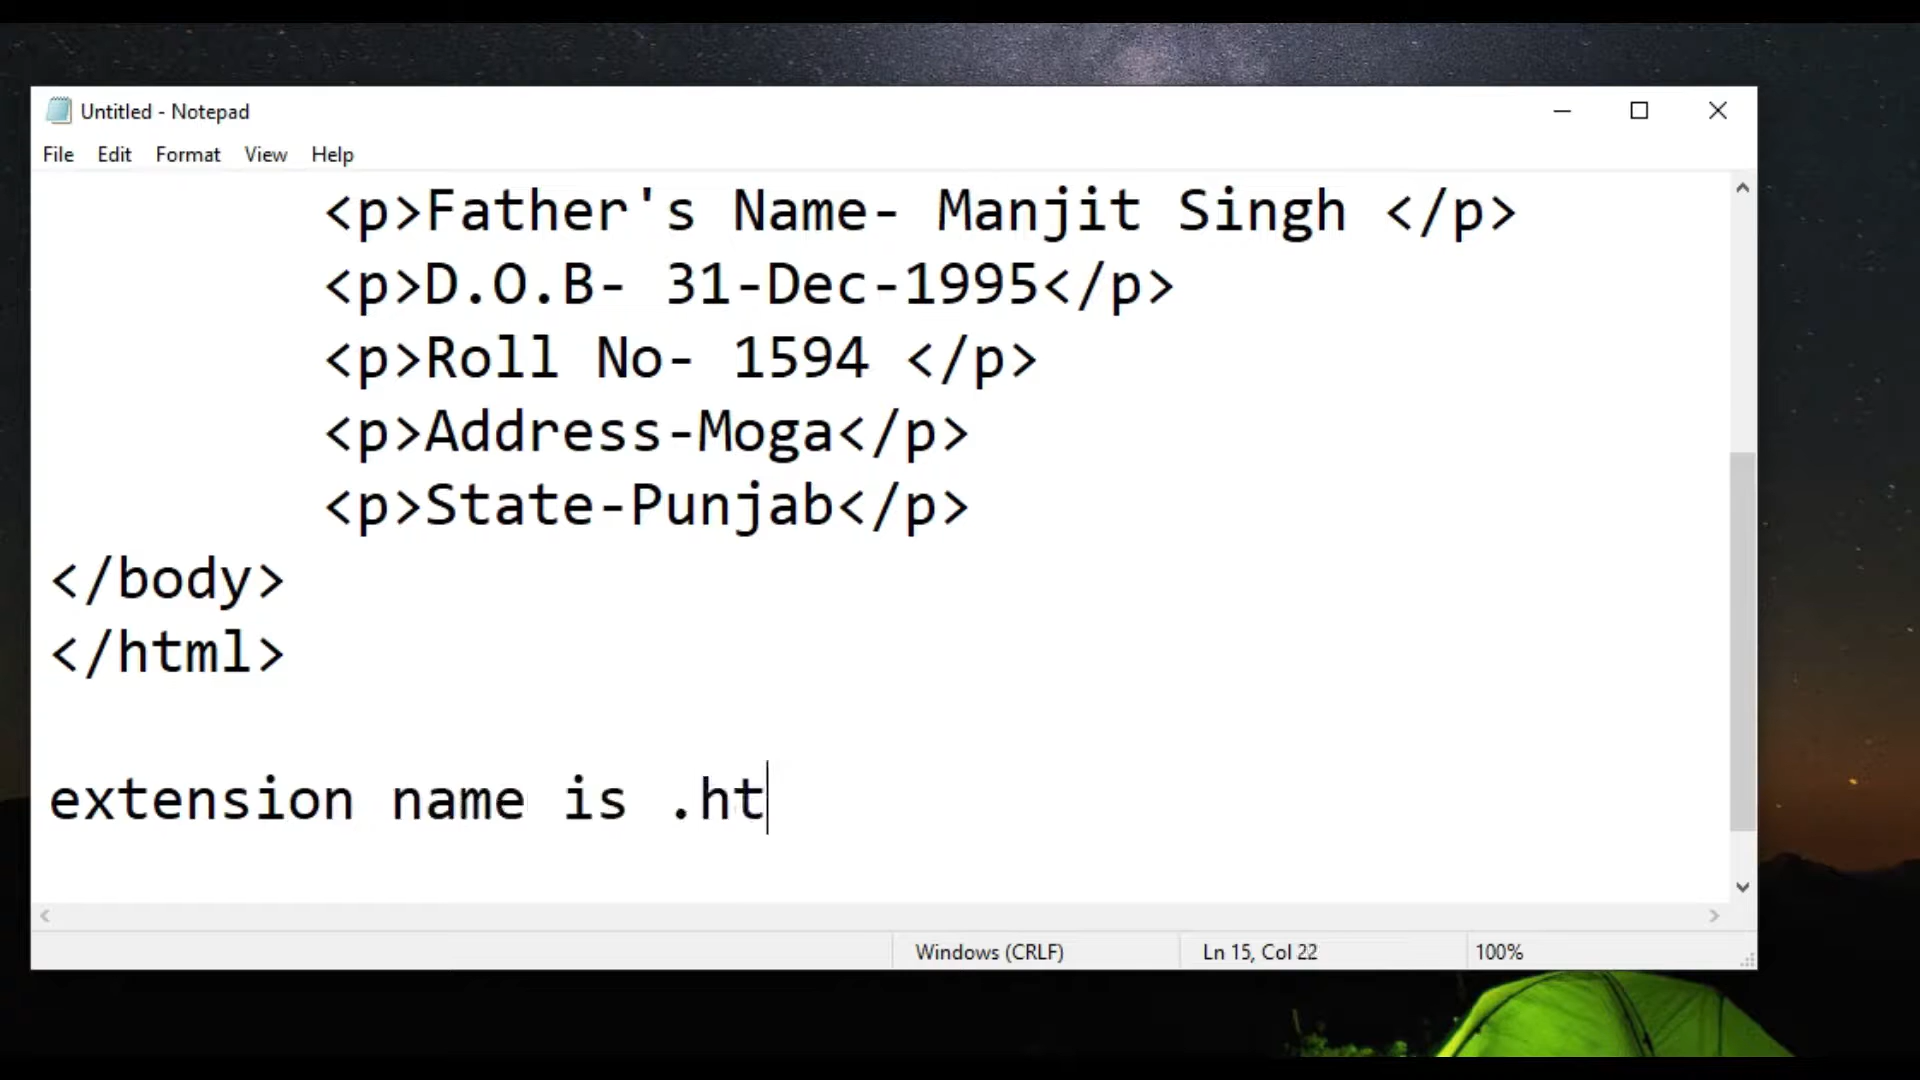 Untitled - Notepad
File Edit Format View Help
<p>Father's Name- Manjit Singh </p>
<p>D.O.B- 31-Dec-1995</p>
<p>Roll No- 1594 </p>
<p>Address-Moga</p>
<p>State-Punjab</p>
</body>
</html>
extension name is .ht
Windows (CRLF) Ln 15, Col 22 100%